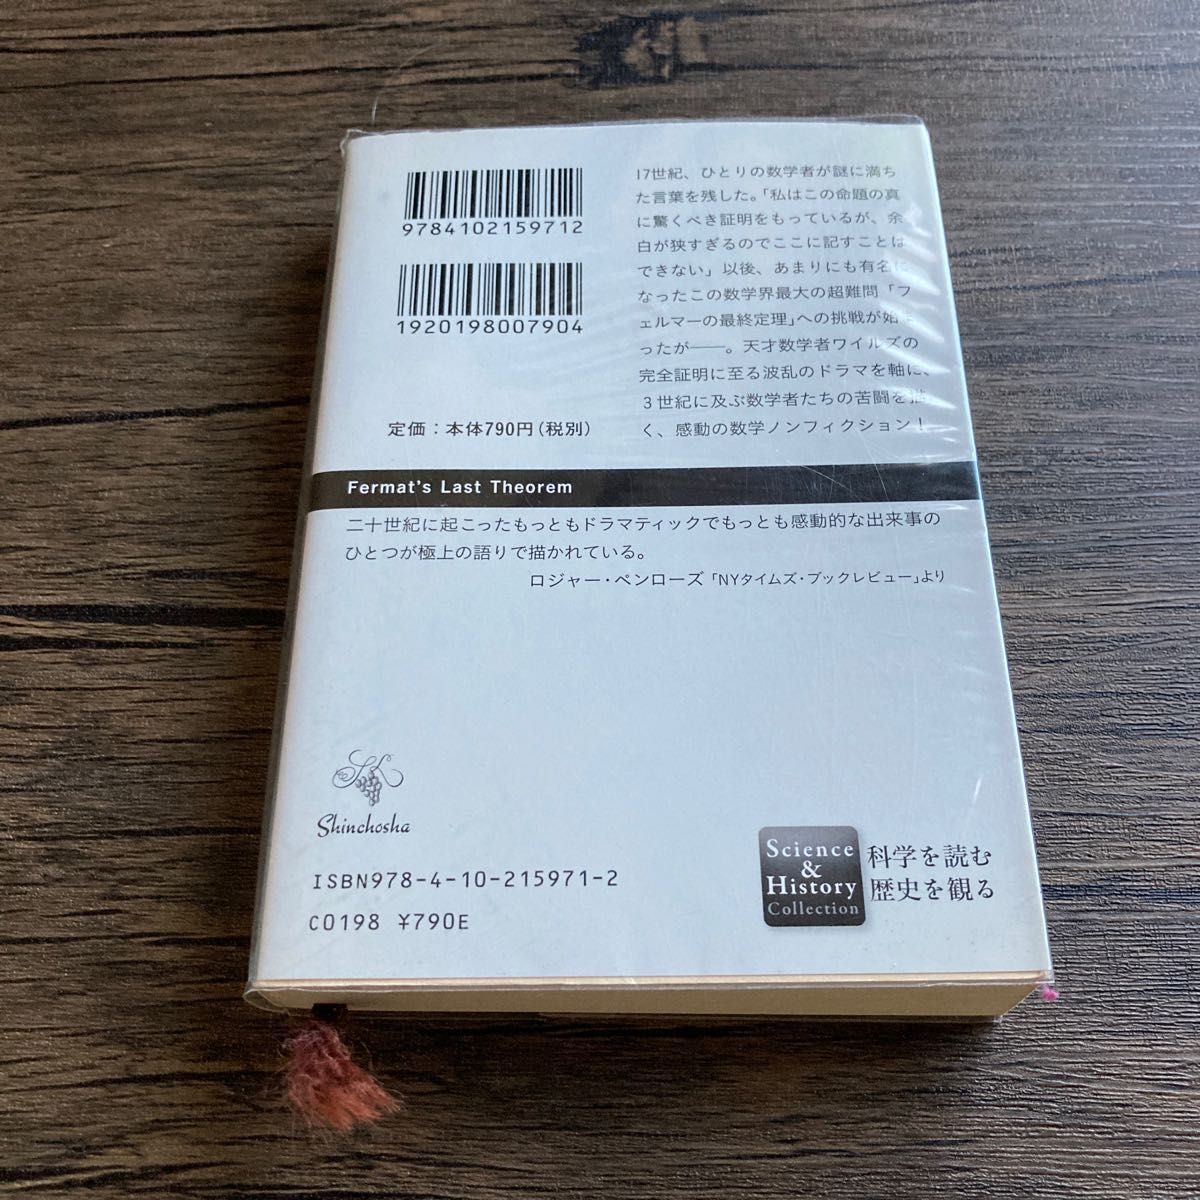 9784102159712
1920198007904
定価：本体790円（税別）
17世紀、ひとりの数学者が謎に満ち
た言葉を残した。「私はこの命題の真
に驚くべき証明をもっているが、余
白が狭すぎるのでここに記すことは
できない」以後、あまりにも有名に
なったこの数学界最大の超難問「フ
ェルマーの最終定理」への挑戦が始ま
ったが──。天才数学者ワイルズの
完全証明に至る波乱のドラマを軸に、
3世紀に及ぶ数学者たちの苦闘を描
く、感動の数学ノンフィクション！
Fermat's Last Theorem
二十世紀に起こったもっともドラマティックでもっとも感動的な出来事の
ひとつが極上の語りで描かれている。
ロジャー・ペンローズ「NYタイムズ・ブックレビュー」より
Shinchosha
ISBN978-4-10-215971-2
C0198 ¥790E
Science
&
History
Collection
科学を読む
歴史を観る